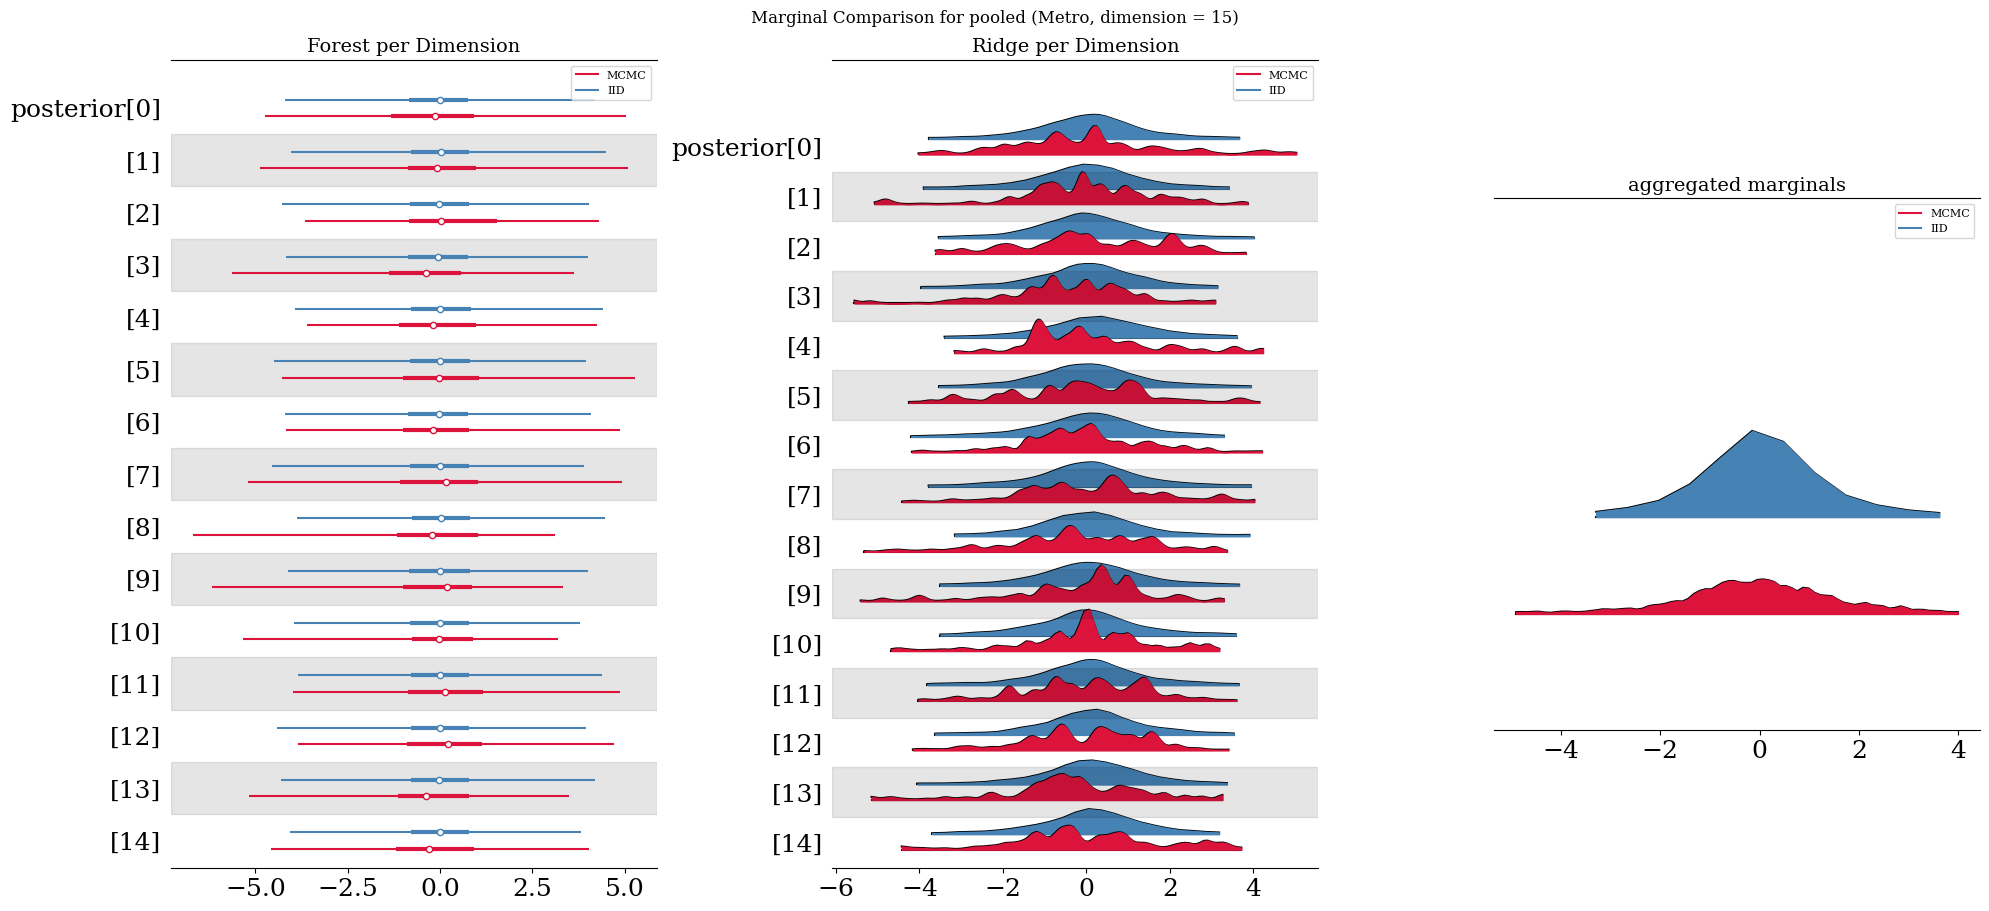 Marginal Comparison for pooled (Metro, dimension = 15)
Forest per Dimension
MCMC
IID
posterior[0]
[1]
[2]
[3]
[4]
[5]
[6]
[7]
[8]
[9]
[10]
[11]
[12]
[13]
[14]
−5.0 −2.5 0.0 2.5 5.0
Ridge per Dimension
MCMC
IID
posterior[0]
[1]
[2]
[3]
[4]
[5]
[6]
[7]
[8]
[9]
[10]
[11]
[12]
[13]
[14]
−6 −4 −2 0 2 4
aggregated marginals
MCMC
IID
−4 −2 0 2 4